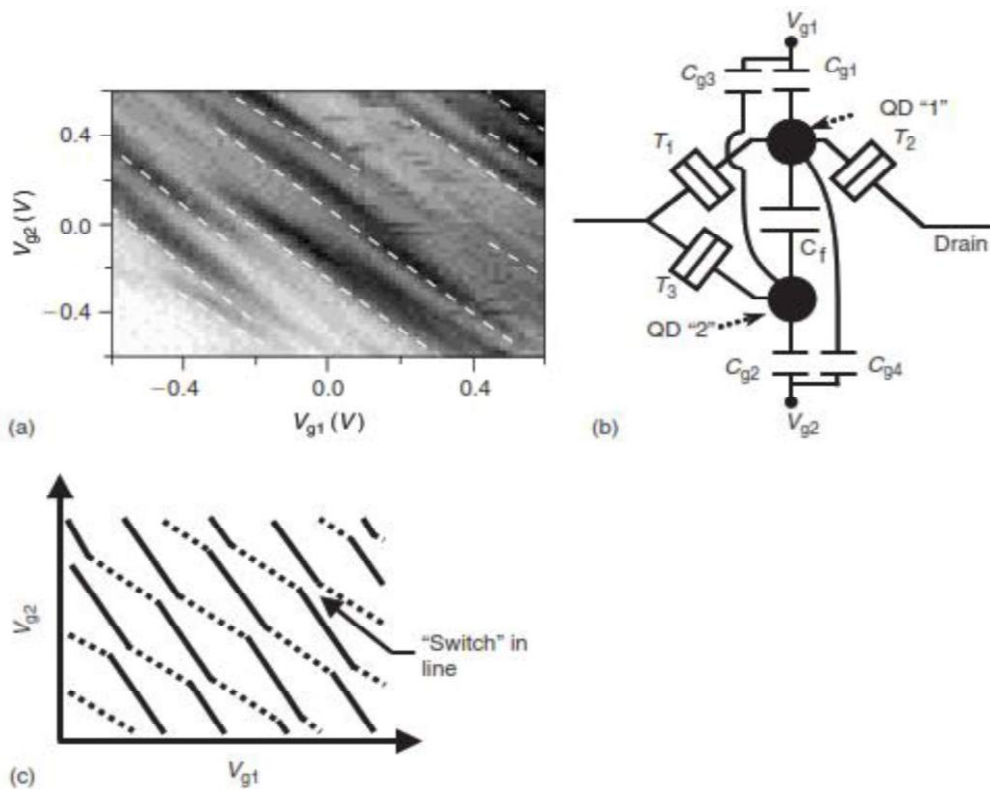 V_g2 (V)
0.4
0.0
−0.4
−0.4
0.0
0.4
V_g1 (V)
(a)
V_g1
C_g3
C_g1
QD “1”
T_1
T_2
C_f
Drain
T_3
QD “2”
C_g2
C_g4
V_g2
(b)
V_g2
“Switch” in
line
V_g1
(c)